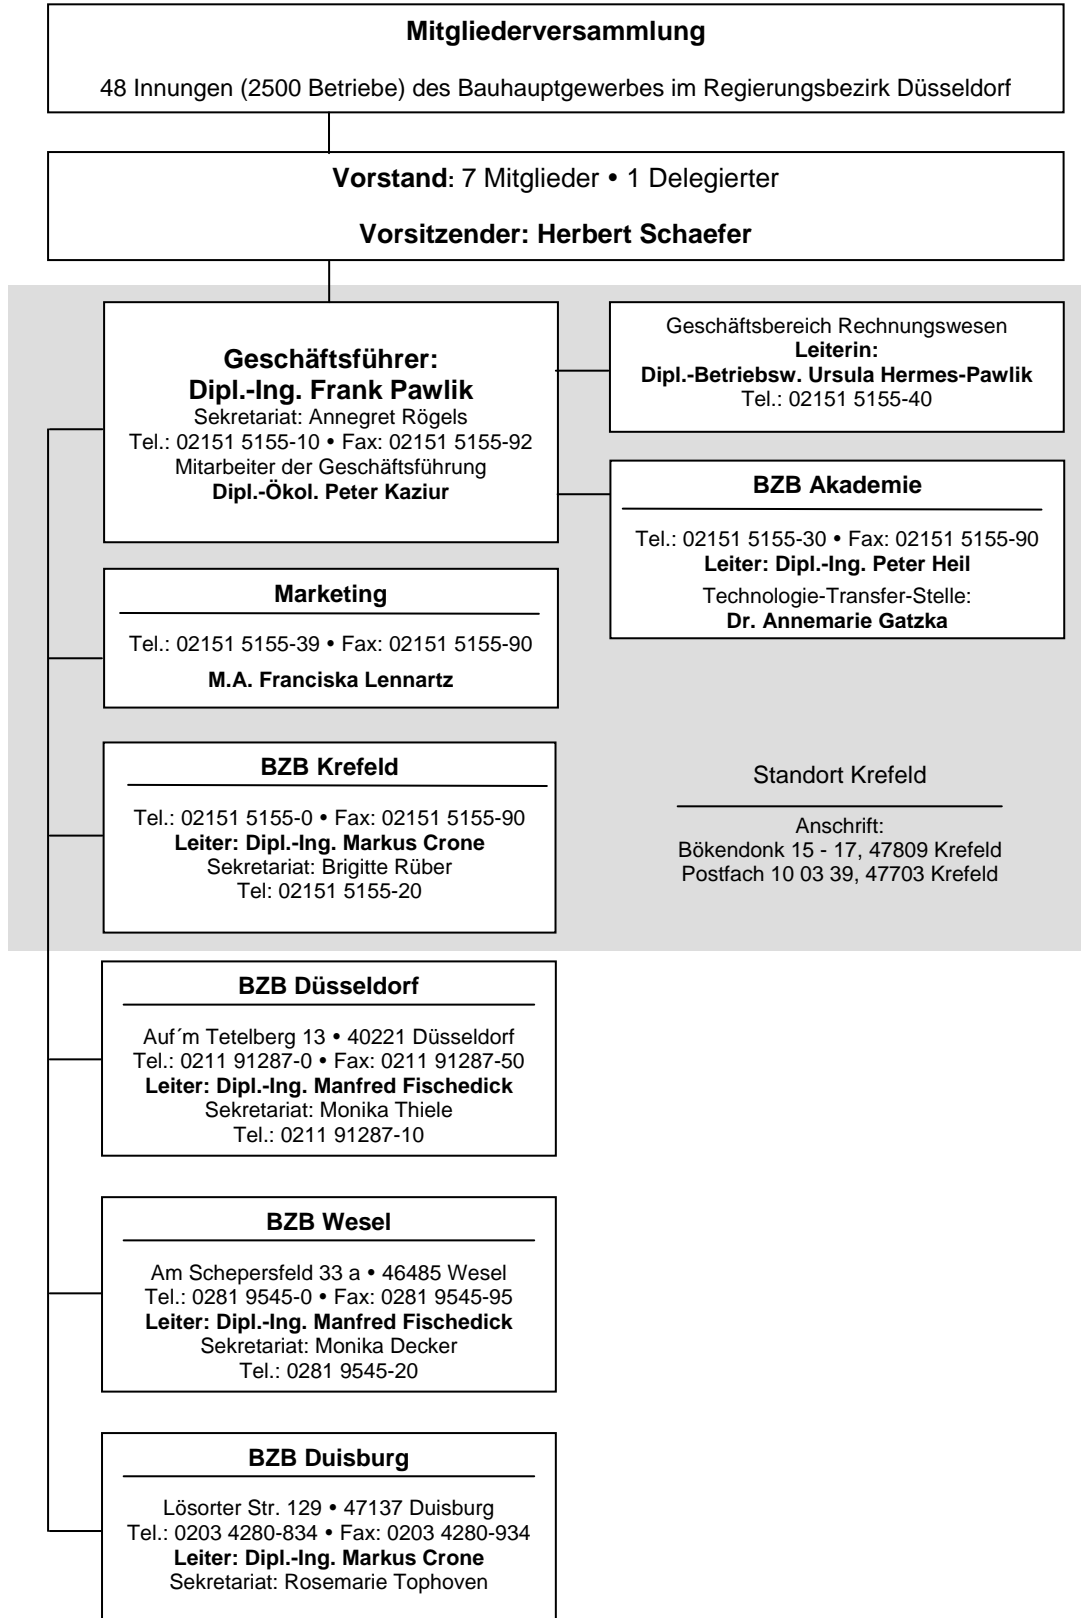 Mitgliederversammlung
48 Innungen (2500 Betriebe) des Bauhauptgewerbes im Regierungsbezirk Düsseldorf
Vorstand: 7 Mitglieder • 1 Delegierter
Vorsitzender: Herbert Schaefer
Geschäftsführer:
Dipl.-Ing. Frank Pawlik
Sekretariat: Annegret Rögels
Tel.: 02151 5155-10 • Fax: 02151 5155-92
Mitarbeiter der Geschäftsführung
Dipl.-Ökol. Peter Kaziur
Geschäftsbereich Rechnungswesen
Leiterin:
Dipl.-Betriebsw. Ursula Hermes-Pawlik
Tel.: 02151 5155-40
BZB Akademie
Tel.: 02151 5155-30 • Fax: 02151 5155-90
Leiter: Dipl.-Ing. Peter Heil
Technologie-Transfer-Stelle:
Dr. Annemarie Gatzka
Marketing
Tel.: 02151 5155-39 • Fax: 02151 5155-90
M.A. Franciska Lennartz
BZB Krefeld
Tel.: 02151 5155-0 • Fax: 02151 5155-90
Leiter: Dipl.-Ing. Markus Crone
Sekretariat: Brigitte Rüber
Tel: 02151 5155-20
Standort Krefeld
Anschrift:
Bökendonk 15 - 17, 47809 Krefeld
Postfach 10 03 39, 47703 Krefeld
BZB Düsseldorf
Auf´m Tetelberg 13 • 40221 Düsseldorf
Tel.: 0211 91287-0 • Fax: 0211 91287-50
Leiter: Dipl.-Ing. Manfred Fischedick
Sekretariat: Monika Thiele
Tel.: 0211 91287-10
BZB Wesel
Am Schepersfeld 33 a • 46485 Wesel
Tel.: 0281 9545-0 • Fax: 0281 9545-95
Leiter: Dipl.-Ing. Manfred Fischedick
Sekretariat: Monika Decker
Tel.: 0281 9545-20
BZB Duisburg
Lösorter Str. 129 • 47137 Duisburg
Tel.: 0203 4280-834 • Fax: 0203 4280-934
Leiter: Dipl.-Ing. Markus Crone
Sekretariat: Rosemarie Tophoven